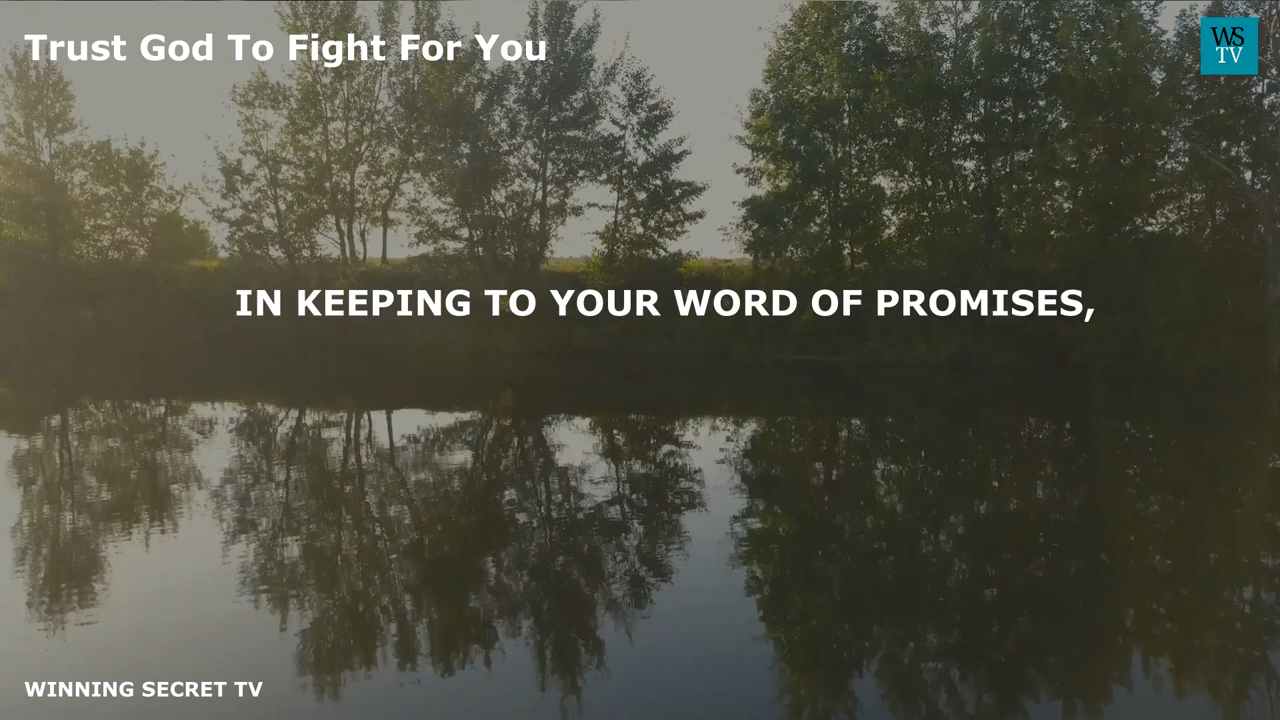 Trust God To Fight For You
WS
TV
IN KEEPING TO YOUR WORD OF PROMISES,
WINNING SECRET TV